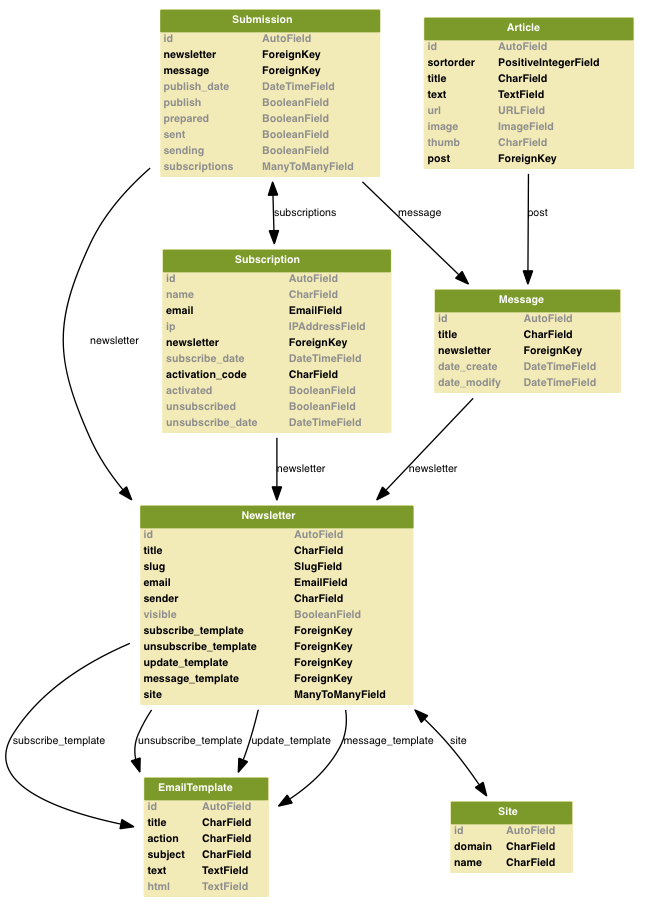 Submission
id AutoField
newsletter ForeignKey
message ForeignKey
publish_date DateTimeField
publish BooleanField
prepared BooleanField
sent BooleanField
sending BooleanField
subscriptions ManyToManyField
Article
id AutoField
sortorder PositiveIntegerField
title CharField
text TextField
url URLField
image ImageField
thumb CharField
post ForeignKey
subscriptions
message
post
newsletter
Subscription
id AutoField
name CharField
email EmailField
ip IPAddressField
newsletter ForeignKey
subscribe_date DateTimeField
activation_code CharField
activated BooleanField
unsubscribed BooleanField
unsubscribe_date DateTimeField
Message
id AutoField
title CharField
newsletter ForeignKey
date_create DateTimeField
date_modify DateTimeField
newsletter
newsletter
Newsletter
id AutoField
title CharField
slug SlugField
email EmailField
sender CharField
visible BooleanField
subscribe_template ForeignKey
unsubscribe_template ForeignKey
update_template ForeignKey
message_template ForeignKey
site ManyToManyField
subscribe_template
unsubscribe_template
update_template
message_template
site
EmailTemplate
id AutoField
title CharField
action CharField
subject CharField
text TextField
html TextField
Site
id AutoField
domain CharField
name CharField